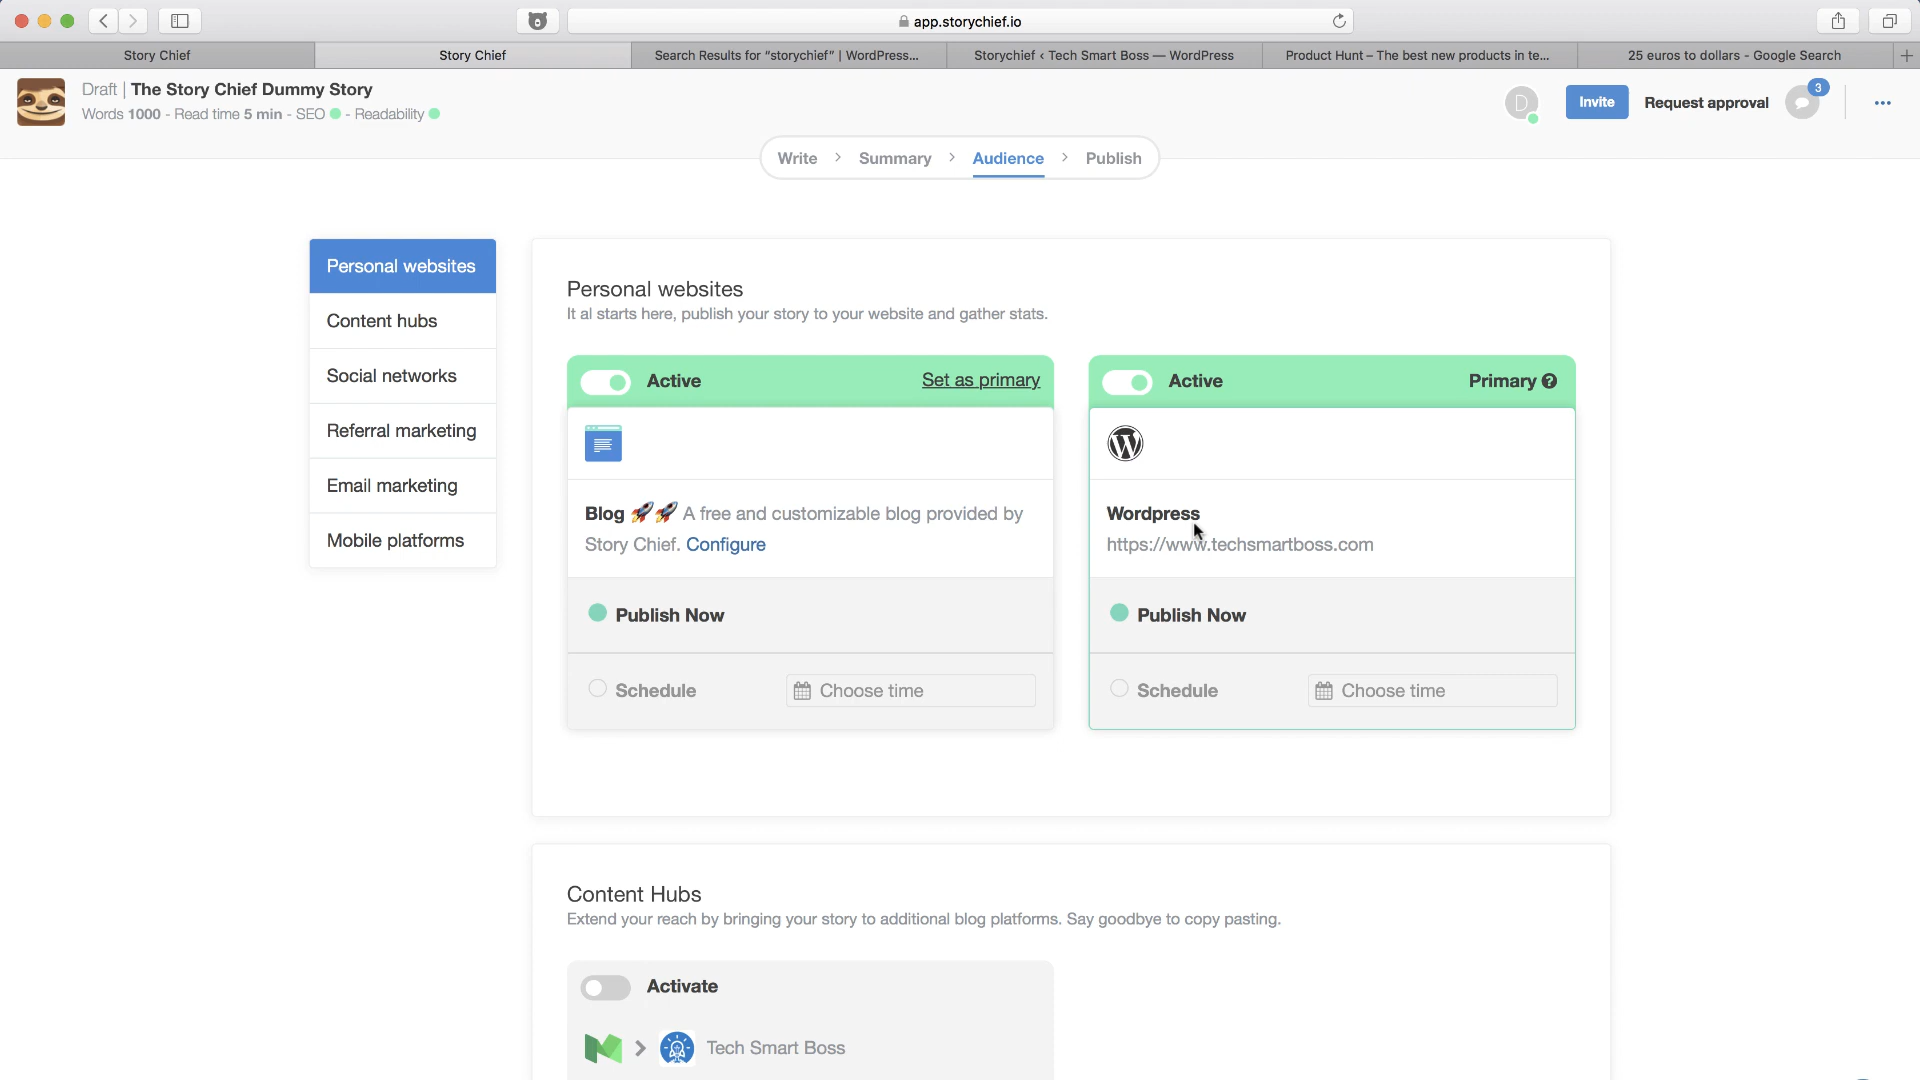 app.storychief.io
Story Chief
Story Chief
Search Results for “storychief” | WordPress...
Storychief ‹ Tech Smart Boss — WordPress
Product Hunt – The best new products in te...
25 euros to dollars - Google Search
Draft | The Story Chief Dummy Story
Words 1000 - Read time 5 min - SEO - Readability
D
Invite
Request approval
3
Write
Summary
Audience
Publish
Personal websites
Content hubs
Social networks
Referral marketing
Email marketing
Mobile platforms
Personal websites
It al starts here, publish your story to your website and gather stats.
Active
Set as primary
Blog 🚀🚀 A free and customizable blog provided by
Story Chief. Configure
Publish Now
Schedule
Choose time
Active
Primary
Wordpress
https://www.techsmartboss.com
Publish Now
Schedule
Choose time
Content Hubs
Extend your reach by bringing your story to additional blog platforms. Say goodbye to copy pasting.
Activate
Tech Smart Boss